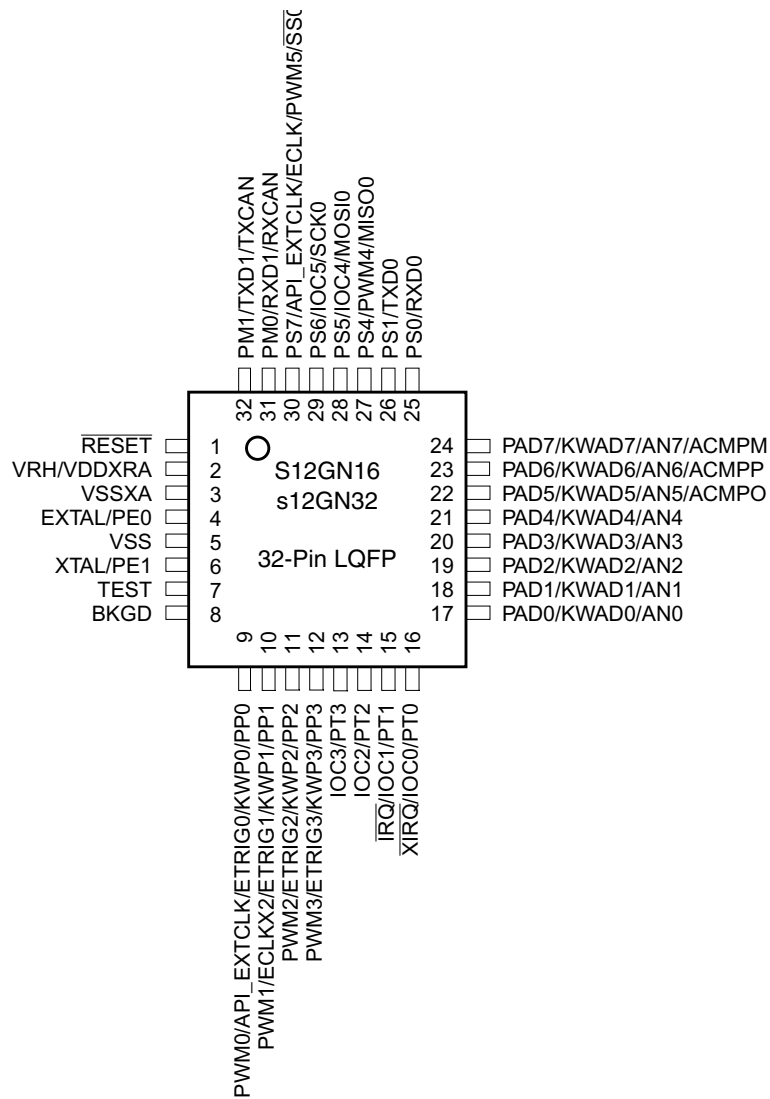 PM1/TXD1/TXCAN
PM0/RXD1/RXCAN
PS7/API_EXTCLK/ECLK/PWM5/SS
PS6/IOC5/SCK0
PS5/IOC4/MOSI0
PS4/PWM4/MISO0
PS1/TXD0
PS0/RXD0
32
31
30
29
28
27
26
25
RESET
VRH/VDDXRA
VSSXA
EXTAL/PE0
VSS
XTAL/PE1
TEST
BKGD
1
2
3
4
5
6
7
8
S12GN16
s12GN32
32-Pin LQFP
24
23
22
21
20
19
18
17
PAD7/KWAD7/AN7/ACMPM
PAD6/KWAD6/AN6/ACMPP
PAD5/KWAD5/AN5/ACMPO
PAD4/KWAD4/AN4
PAD3/KWAD3/AN3
PAD2/KWAD2/AN2
PAD1/KWAD1/AN1
PAD0/KWAD0/AN0
9
10
11
12
13
14
15
16
PWM0/API_EXTCLK/ETRIG0/KWP0/PP0
PWM1/ECLKX2/ETRIG1/KWP1/PP1
PWM2/ETRIG2/KWP2/PP2
PWM3/ETRIG3/KWP3/PP3
IOC3/PT3
IOC2/PT2
IRQ/IOC1/PT1
XIRQ/IOC0/PT0